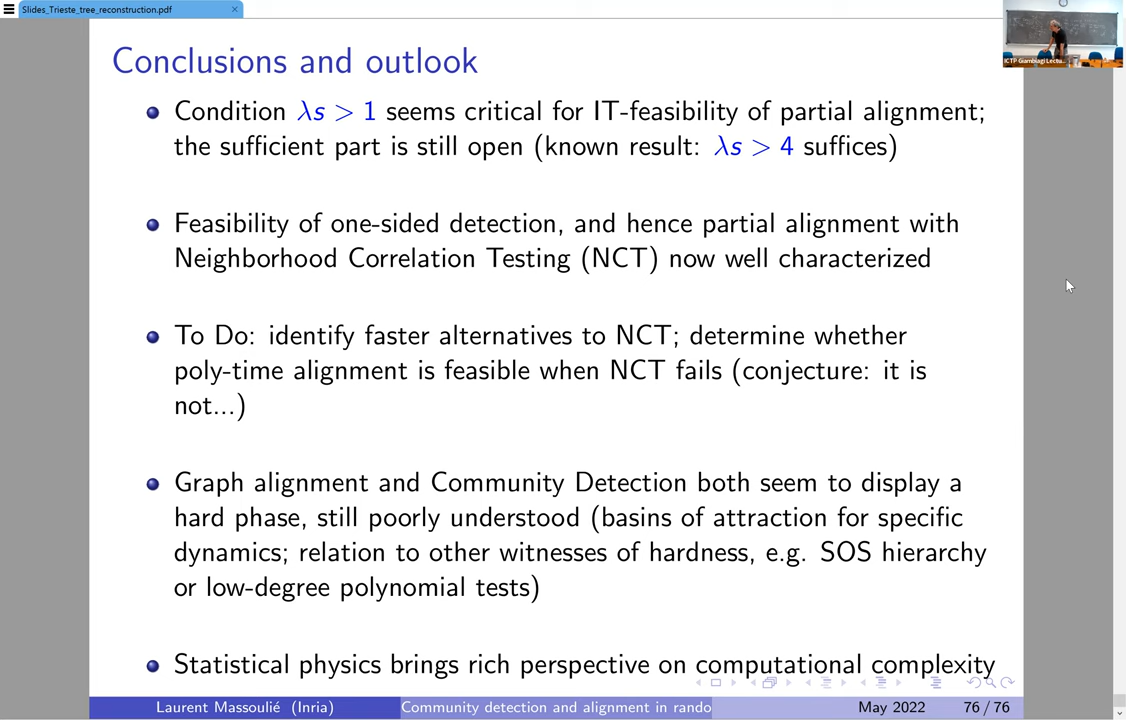 Slides_Trieste_tree_reconstruction.pdf
ICTP Giambiagi Lectu...
Conclusions and outlook
Condition λs > 1 seems critical for IT-feasibility of partial alignment;
the sufficient part is still open (known result: λs > 4 suffices)
Feasibility of one-sided detection, and hence partial alignment with
Neighborhood Correlation Testing (NCT) now well characterized
To Do: identify faster alternatives to NCT; determine whether
poly-time alignment is feasible when NCT fails (conjecture: it is
not...)
Graph alignment and Community Detection both seem to display a
hard phase, still poorly understood (basins of attraction for specific
dynamics; relation to other witnesses of hardness, e.g. SOS hierarchy
or low-degree polynomial tests)
Statistical physics brings rich perspective on computational complexity
Laurent Massoulié (Inria) Community detection and alignment in rando May 2022 76 / 76